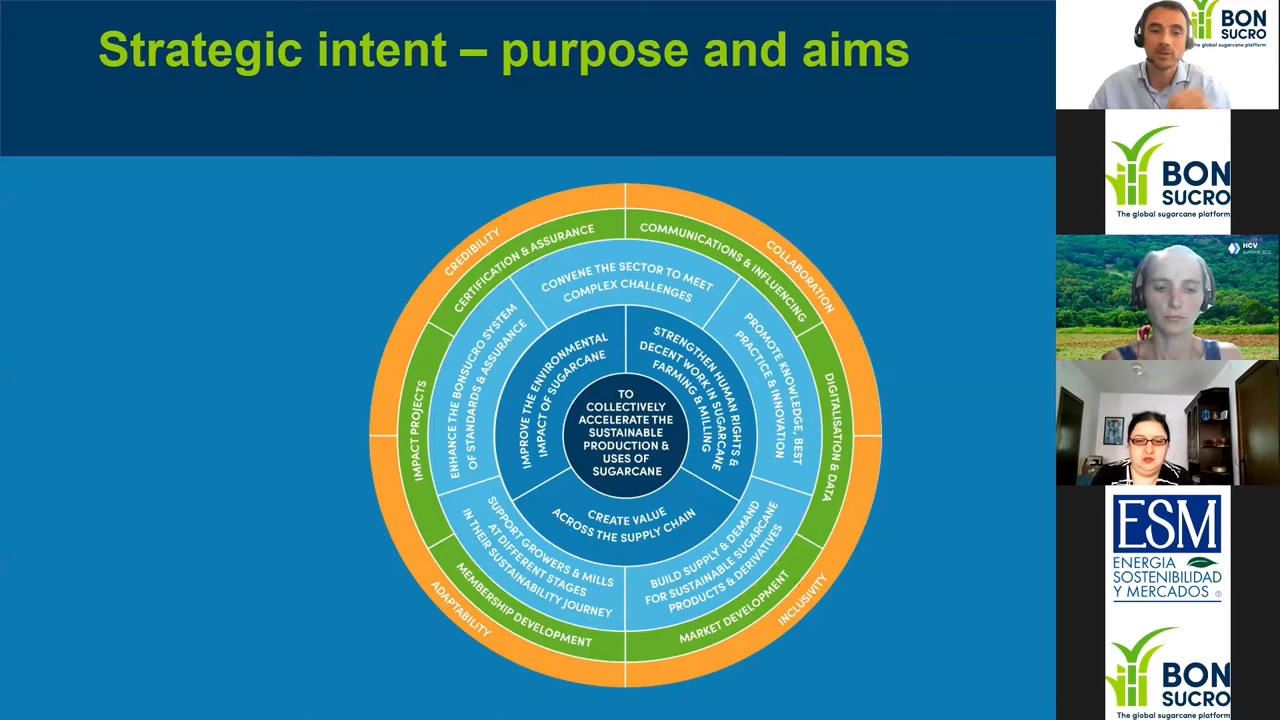 Strategic intent – purpose and aims
CREDIBILITY
COLLABORATION
INCLUSIVITY
ADAPTABILITY
CERTIFICATION & ASSURANCE
COMMUNICATIONS & INFLUENCING
DIGITALISATION & DATA
MARKET DEVELOPMENT
MEMBERSHIP DEVELOPMENT
IMPACT PROJECTS
CONVENE THE SECTOR TO MEET
COMPLEX CHALLENGES
PROMOTE KNOWLEDGE, BEST
PRACTICE & INNOVATION
BUILD SUPPLY & DEMAND
FOR SUSTAINABLE SUGARCANE
PRODUCTS & DERIVATIVES
SUPPORT GROWERS & MILLS
AT DIFFERENT STAGES
IN THEIR SUSTAINABILITY JOURNEY
ENHANCE THE BONSUCRO SYSTEM
OF STANDARDS & ASSURANCE
IMPROVE THE ENVIRONMENTAL
IMPACT OF SUGARCANE
STRENGTHEN HUMAN RIGHTS &
DECENT WORK IN SUGARCANE
FARMING & MILLING
CREATE VALUE
ACROSS THE SUPPLY CHAIN
TO
COLLECTIVELY
ACCELERATE THE
SUSTAINABLE
PRODUCTION &
USES OF
SUGARCANE
BON
SUCRO
The global sugarcane platform
BON
SUCRO
The global sugarcane platform
HCV
ESM
ENERGIA
SOSTENIBILIDAD
Y MERCADOS
BON
SUCRO
The global sugarcane platform